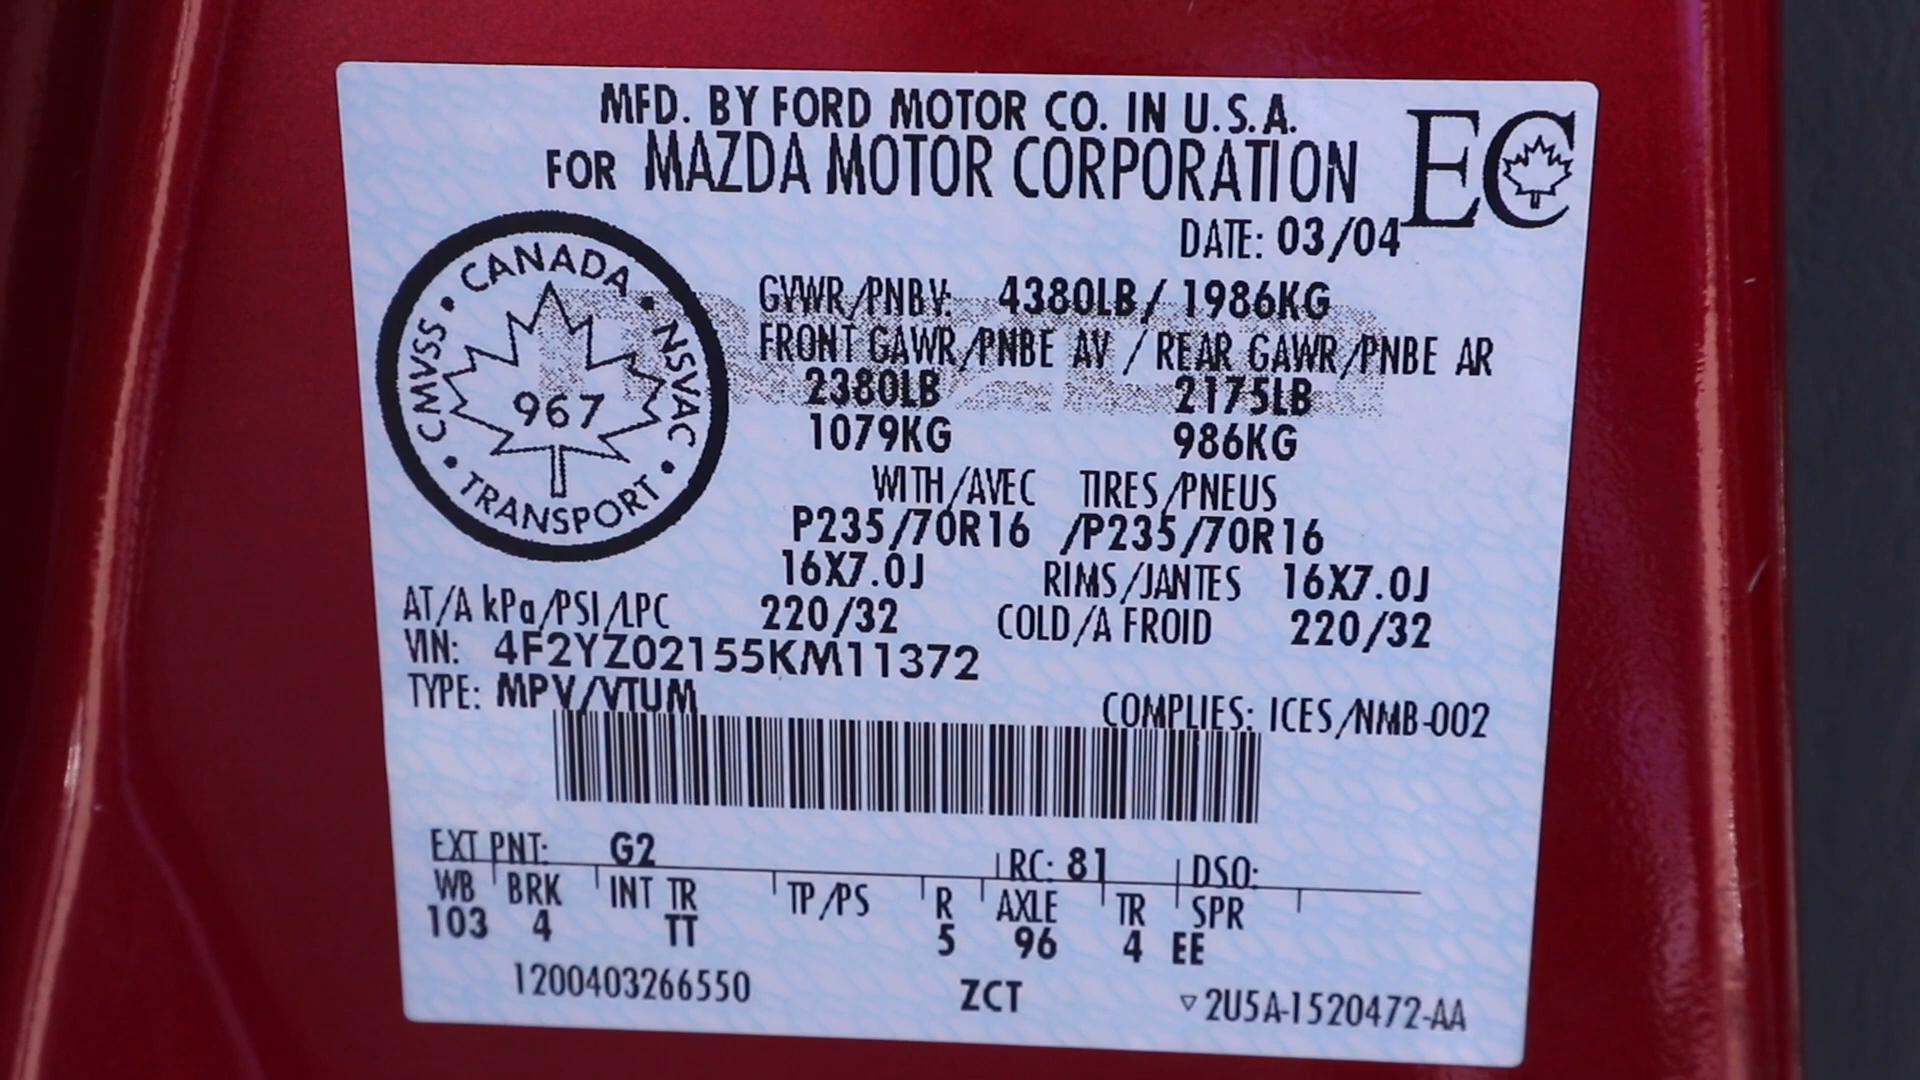 MFD. BY FORD MOTOR CO. IN U.S.A.
FOR MAZDA MOTOR CORPORATION
EC
DATE: 03/04
CANADA
CMVSS
NSVAC
967
TRANSPORT
GVWR/PNBV: 4380LB/ 1986KG
FRONT GAWR/PNBE AV / REAR GAWR/PNBE AR
2380LB 2175LB
1079KG 986KG
WITH/AVEC TIRES/PNEUS
P235/70R16 /P235/70R16
16X7.0J RIMS/JANTES 16X7.0J
AT/A kPa/PSI/LPC 220/32 COLD/A FROID 220/32
VIN: 4F2YZ02155KM11372
TYPE: MPV/VTUM
COMPLIES: ICES/NMB-002
EXT PNT: G2 RC: 81 DSO:
WB BRK INT TR TP/PS R AXLE TR SPR
103 4 TT 5 96 4 EE
1200403266550 ZCT ▿2U5A-1520472-AA